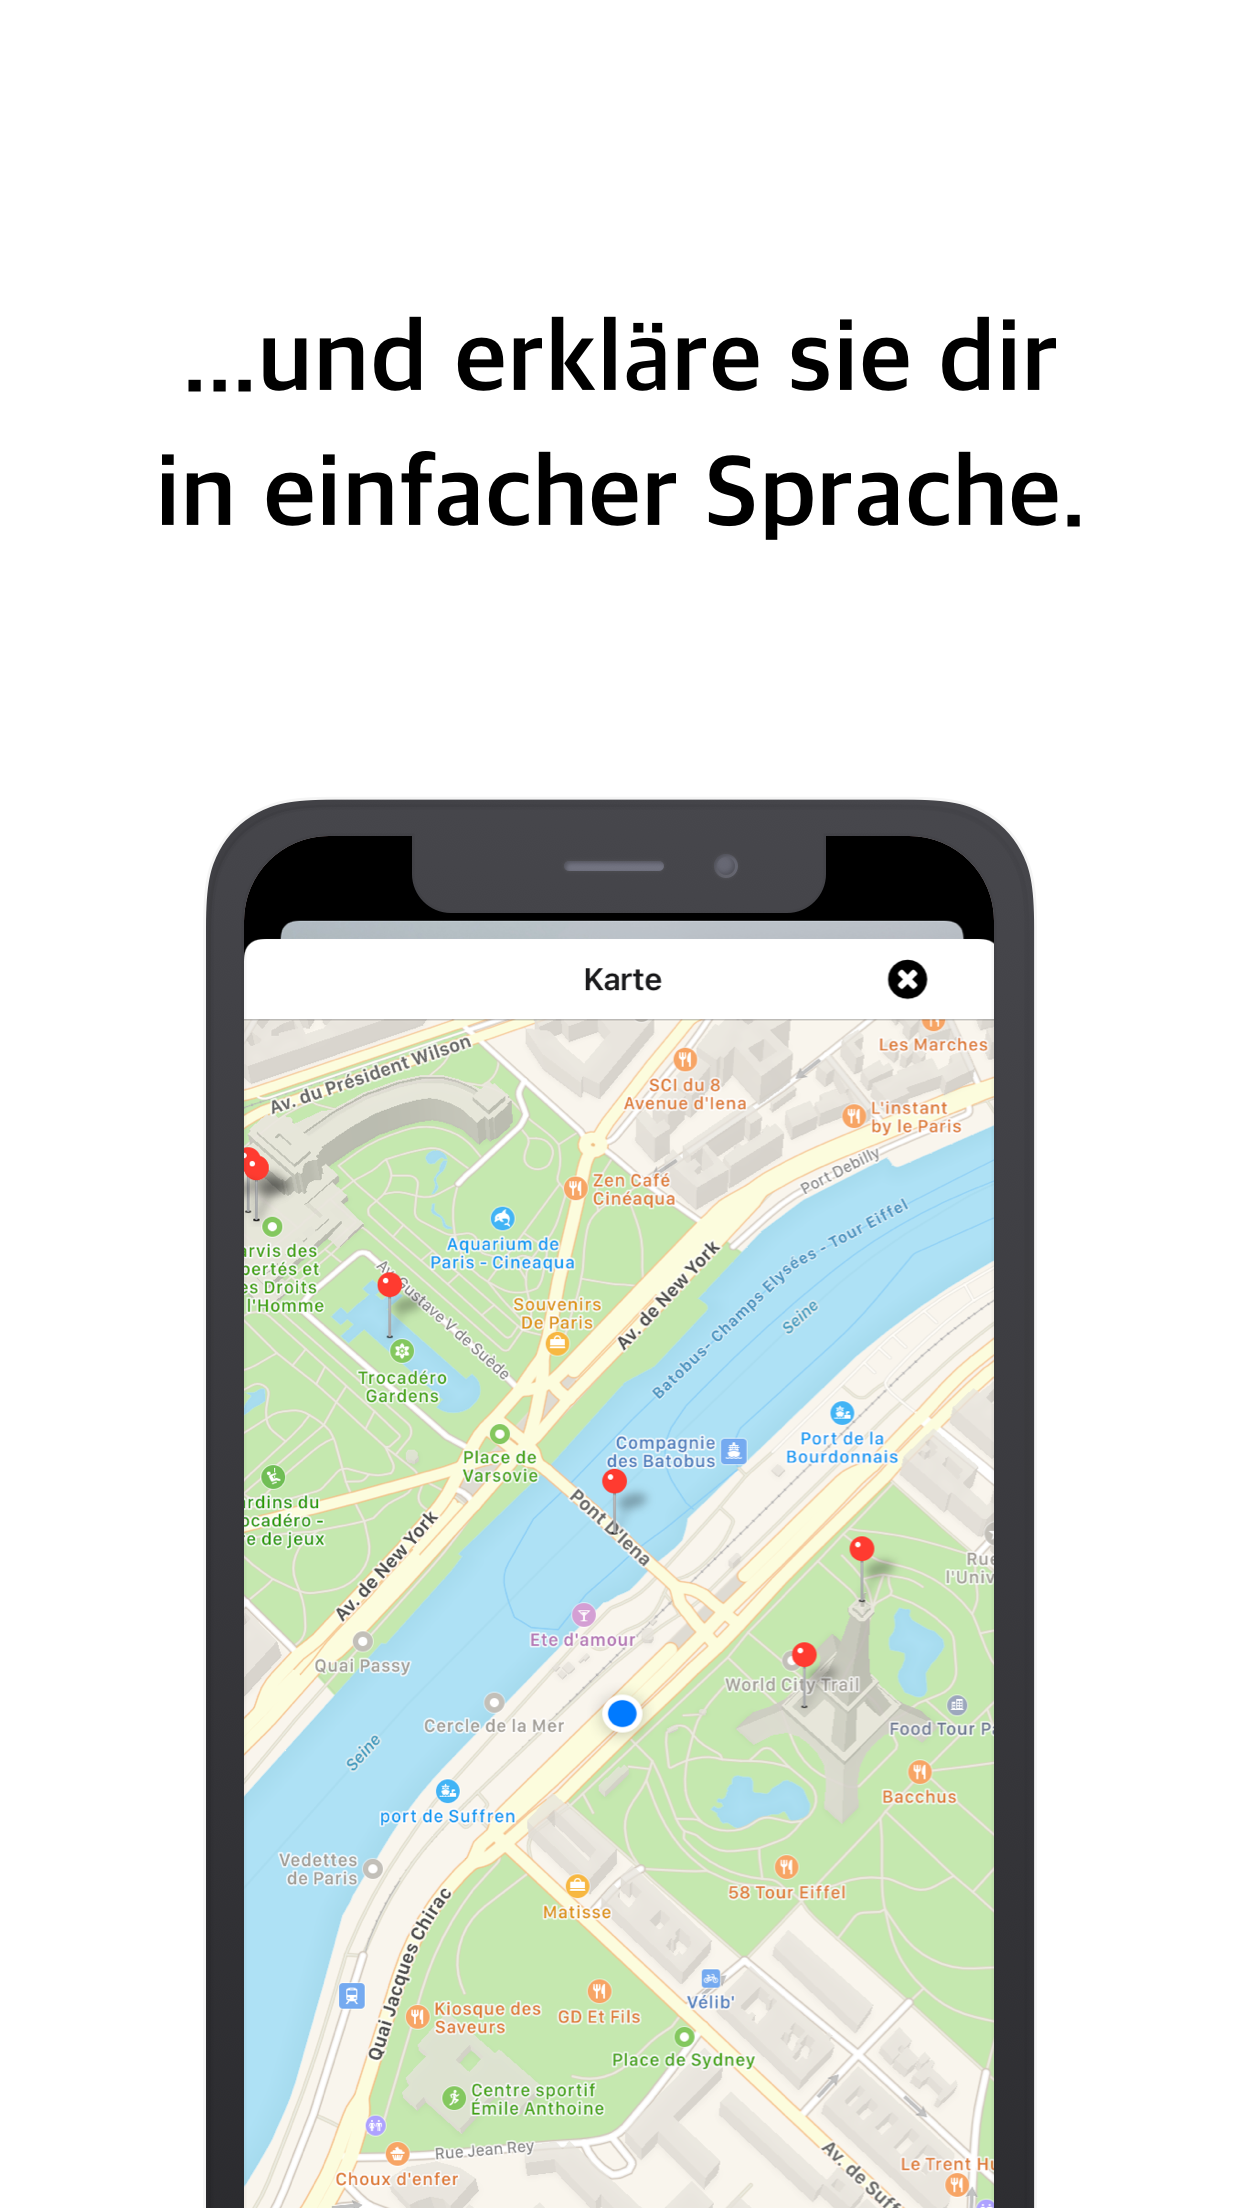 ...und erkläre sie dir
in einfacher Sprache.
Karte
Av. du Président Wilson
Les Marches
SCI du 8
Avenue d'Iena
L'instant
by le Paris
Port Debilly
Zen Café
Cinéaqua
Aquarium de
Paris - Cineaqua
Batobus- Champs Elysées - Tour Eiffel
Seine
arvis des
bertés et
es Droits
l'Homme
Av. Gustave V de Suède
Souvenirs
De Paris
Av. de New York
Trocadéro
Gardens
Place de
Varsovie
Compagnie
des Batobus
Port de la
Bourdonnais
rdins du
ocadéro -
re de jeux
Pont D'Iena
Av. de New York
Rue
l'Univ
Ete d'amour
Quai Passy
World City Trail
Cercle de la Mer
Food Tour Pa
Seine
Bacchus
port de Suffren
Vedettes
de Paris
58 Tour Eiffel
Matisse
Quai Jacques Chirac
Vélib'
Kiosque des
Saveurs
GD Et Fils
Place de Sydney
Centre sportif
Émile Anthoine
Rue Jean Rey
Choux d'enfer
Av. de Suff
Le Trent Hu